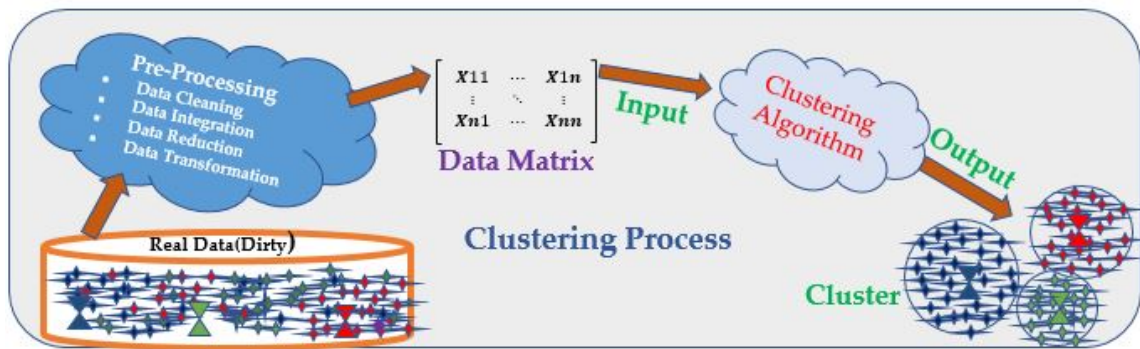 Pre-Processing
▪ Data Cleaning
▪ Data Integration
▪ Data Reduction
▪ Data Transformation
X11 ... X1n
⋮ ⋱ ⋮
Xn1 ... Xnn
Data Matrix
Input
Clustering
Algorithm
Output
Real Data(Dirty)
Clustering Process
Cluster